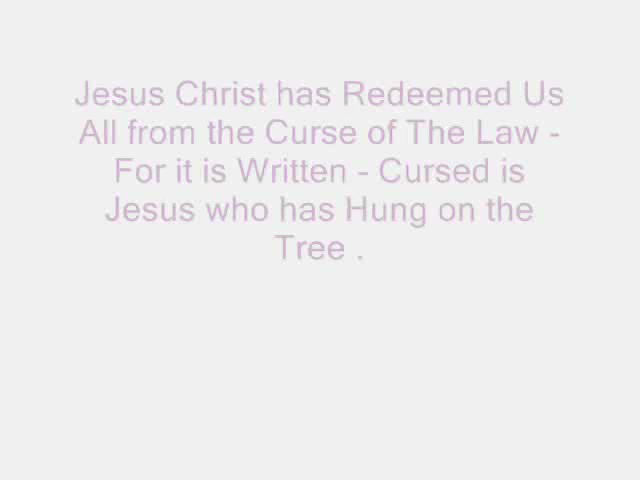 Jesus Christ has Redeemed Us
All from the Curse of The Law -
For it is Written - Cursed is
Jesus who has Hung on the
Tree .